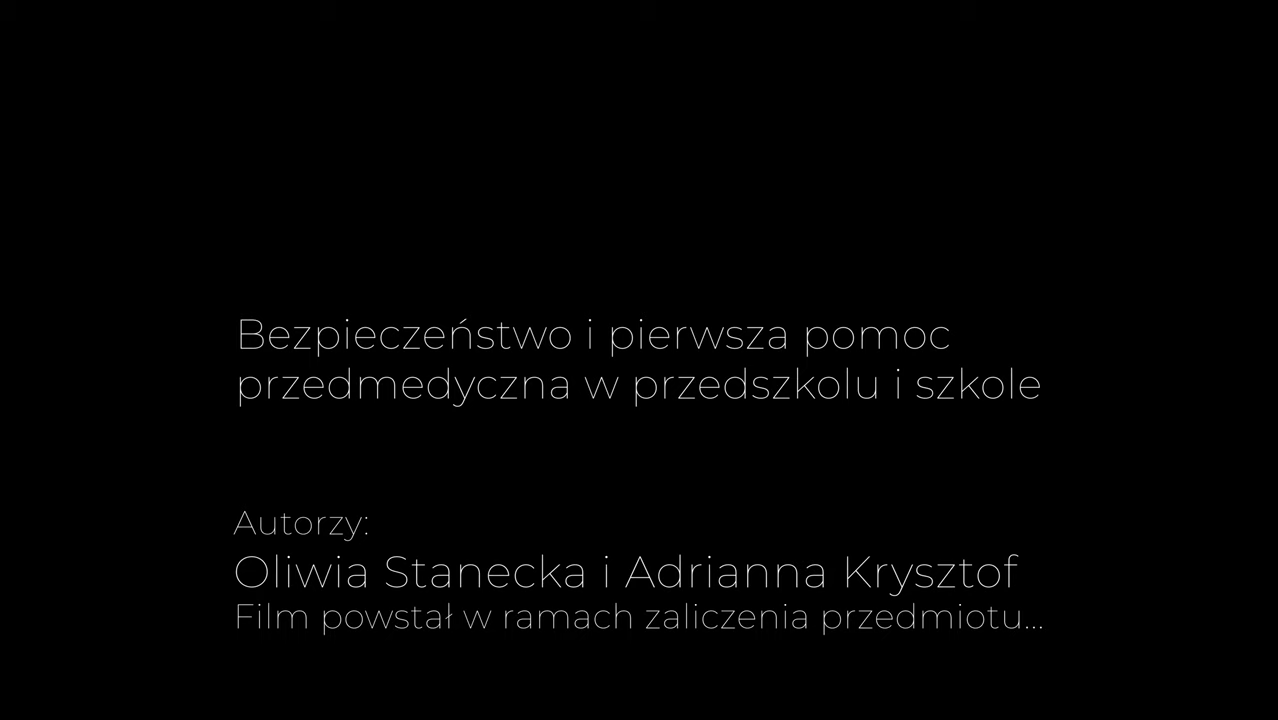 Bezpieczeństwo i pierwsza pomoc
przedmedyczna w przedszkolu i szkole
Autorzy:
Oliwia Stanecka i Adrianna Krysztof
Film powstał w ramach zaliczenia przedmiotu...